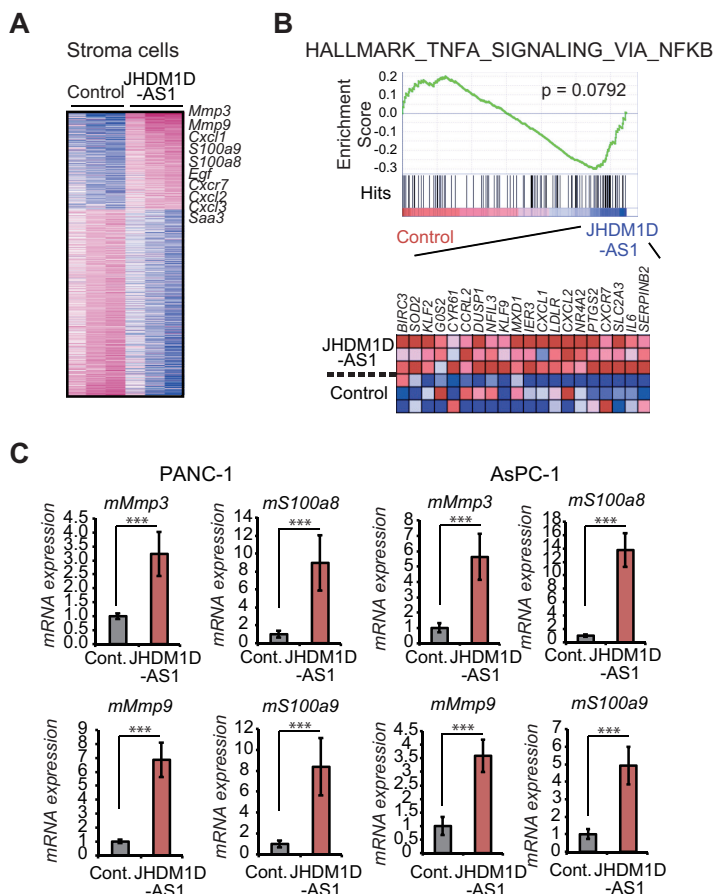 A
Stroma cells
Control
JHDM1D
-AS1
Mmp3
Mmp9
Cxcl1
S100a9
S100a8
Egf
Cxcr7
Cxcl2
Cxcl3
Saa3
B
HALLMARK_TNFA_SIGNALING_VIA_NFKB
Enrichment
Score
0.2
0.1
0.0
-0.1
-0.2
-0.3
p = 0.0792
Hits
Control
JHDM1D
-AS1
BIRC3
SOD2
KLF2
G0S2
CYR61
CCRL2
DUSP1
NFIL3
KLF9
MXD1
IER3
CXCL1
LDLR
CXCL2
NR4A2
PTGS2
CXCR7
SLC2A3
IL6
SERPINB2
JHDM1D
-AS1
Control
C
PANC-1
AsPC-1
mMmp3
mRNA expression
4.5
4.0
3.5
3.0
2.5
2.0
1.5
1.0
0.5
0.0
***
Cont. JHDM1D
-AS1
mS100a8
mRNA expression
14
12
10
8
6
4
2
0
***
Cont. JHDM1D
-AS1
mMmp3
mRNA expression
8
7
6
5
4
3
2
1
0
***
Cont. JHDM1D
-AS1
mS100a8
mRNA expression
18
16
14
12
10
8
6
4
2
0
***
Cont. JHDM1D
-AS1
mMmp9
mRNA expression
9
8
7
6
5
4
3
2
1
0
***
Cont. JHDM1D
-AS1
mS100a9
mRNA expression
12
10
8
6
4
2
0
***
Cont. JHDM1D
-AS1
mMmp9
mRNA expression
4.5
4
3.5
3
2.5
2
1.5
1
0.5
0
***
Cont. JHDM1D
-AS1
mS100a9
mRNA expression
7
6
5
4
3
2
1
0
***
Cont. JHDM1D
-AS1